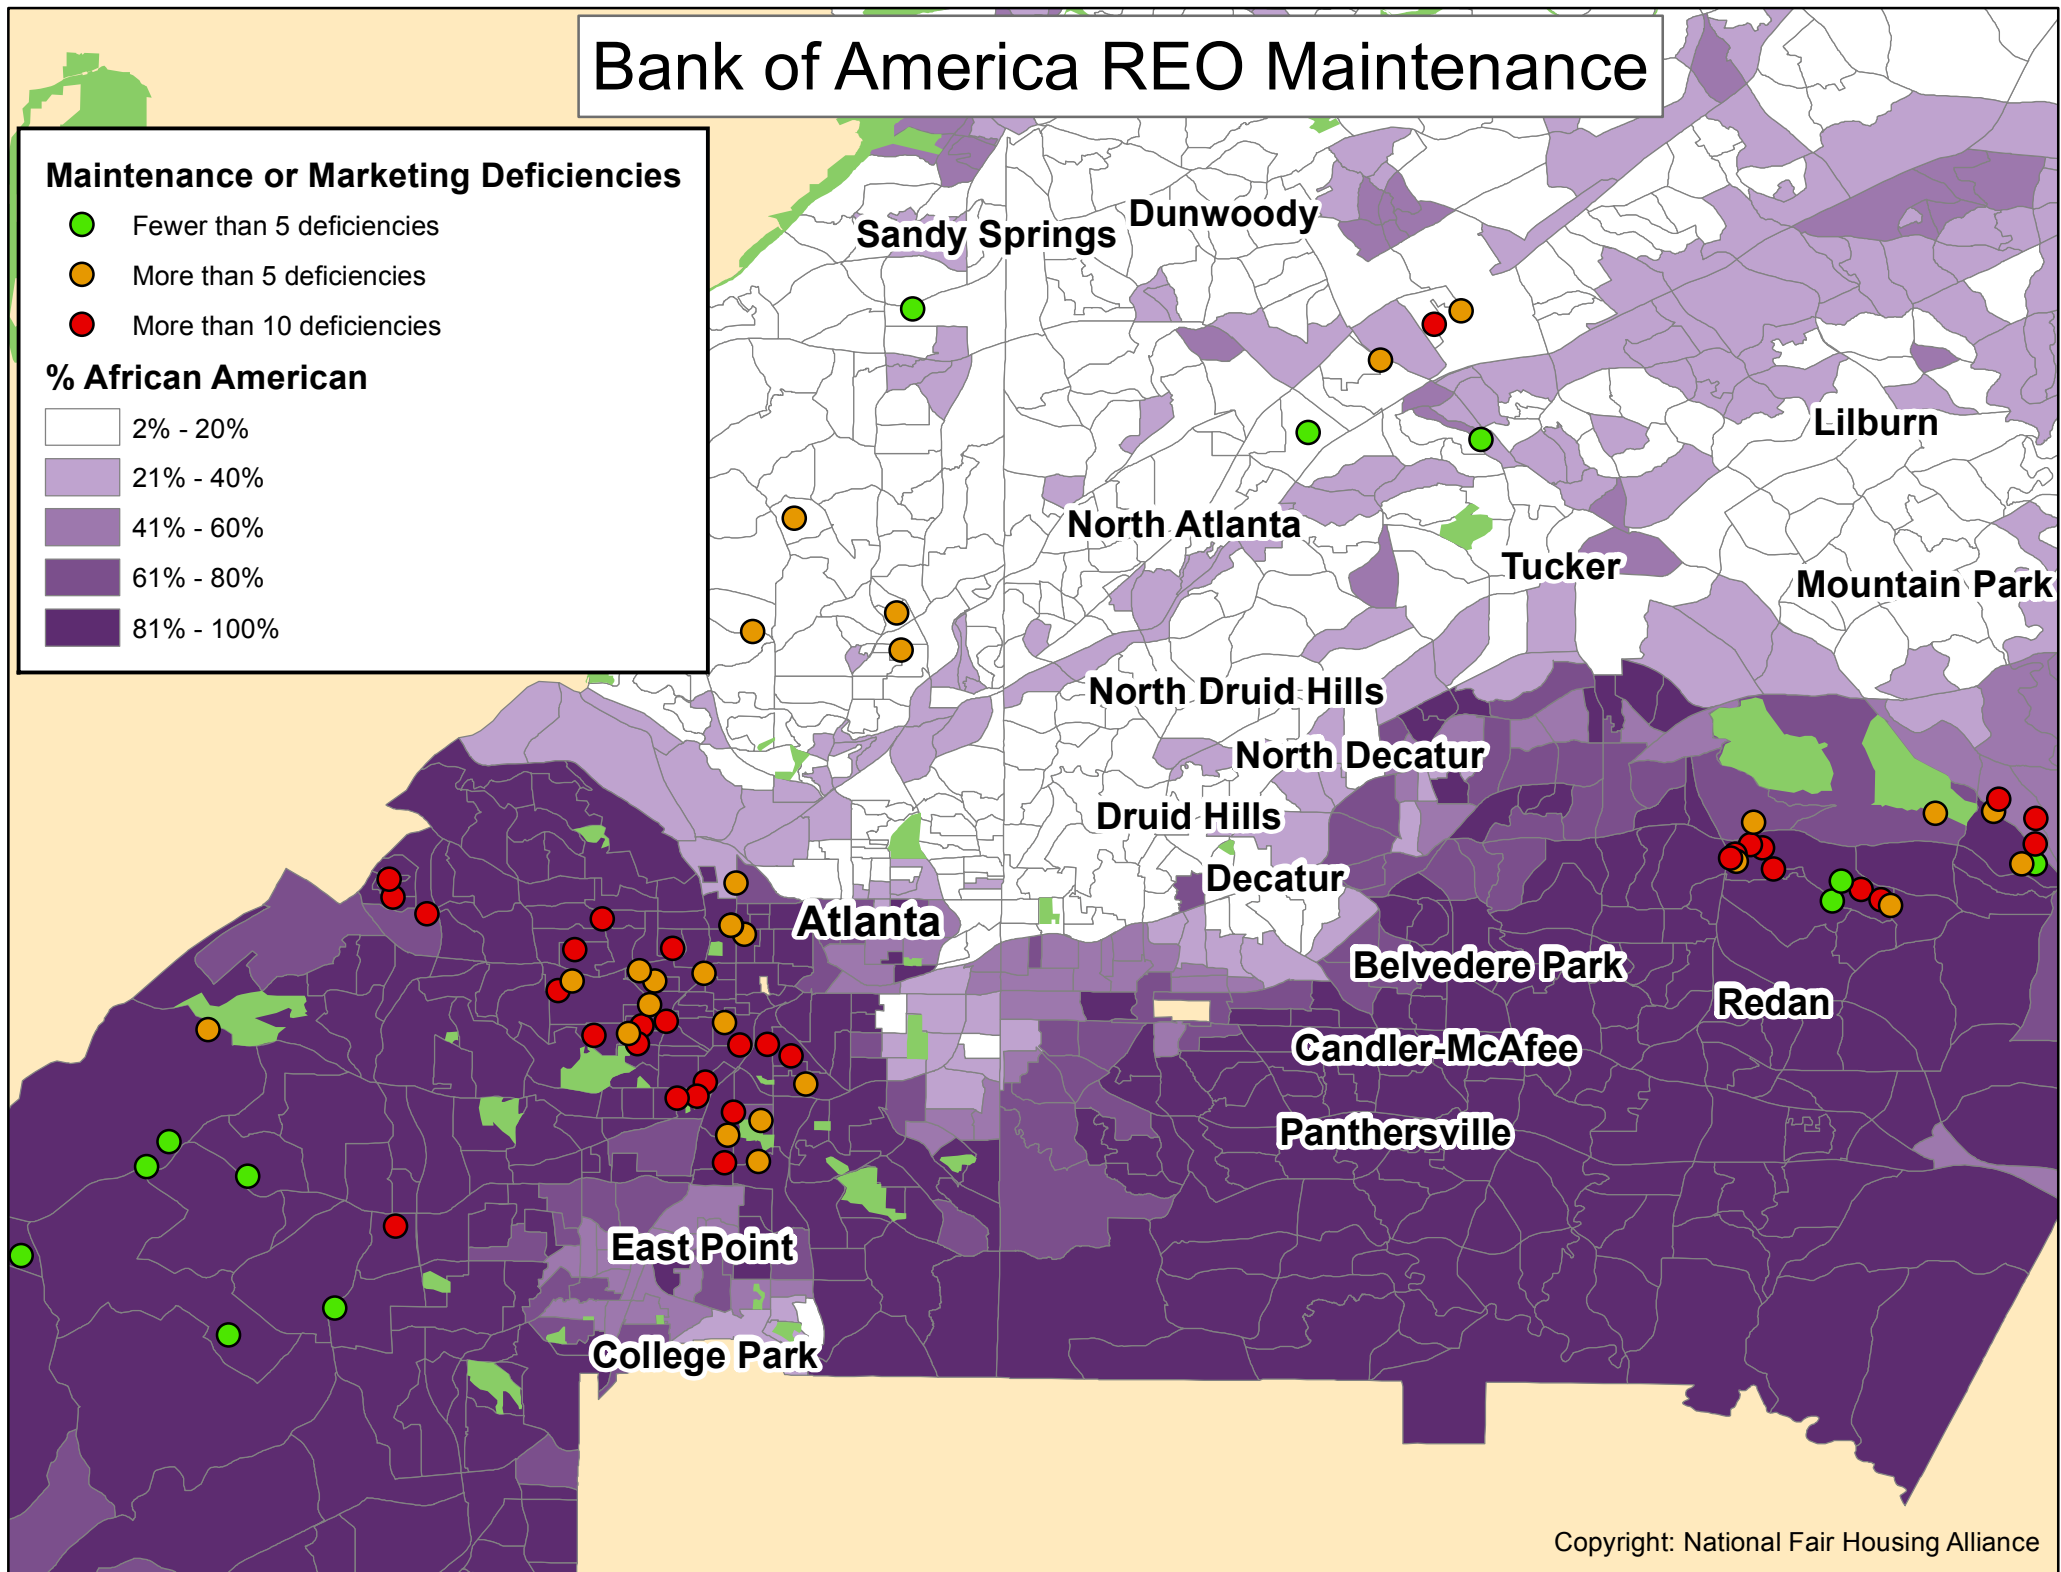 Bank of America REO Maintenance
Maintenance or Marketing Deficiencies
Fewer than 5 deficiencies
More than 5 deficiencies
More than 10 deficiencies
% African American
2% - 20%
21% - 40%
41% - 60%
61% - 80%
81% - 100%
Dunwoody
Sandy Springs
Lilburn
North Atlanta
Tucker
Mountain Park
North Druid Hills
North Decatur
Druid Hills
Decatur
Atlanta
Belvedere Park
Redan
Candler-McAfee
Panthersville
East Point
College Park
Copyright: National Fair Housing Alliance